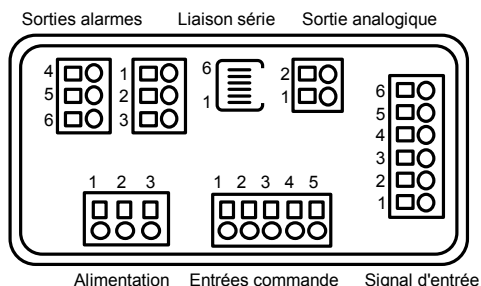 Sorties alarmes Liaison série Sortie analogique
4 1 6 2 6
5 2 1 1 5
6 3 4
3
2
1
1 2 3 1 2 3 4 5
Alimentation Entrées commande Signal d'entrée